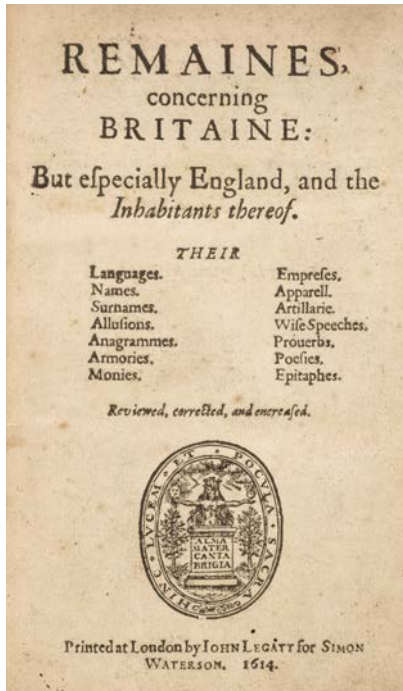 REMAINES,
concerning
BRITAINE:
But eſpecially England, and the
Inhabitants thereof.
THEIR
Languages.
Names.
Surnames.
Alluſions.
Anagrammes.
Armories.
Monies.
Empreſes.
Apparell.
Artillarie.
Wiſe Speeches.
Prouerbs.
Poeſies.
Epitaphes.
Reviewed, corrected, and encreaſed.
HINC · LVCEM · ET · POCVLA · SACRA
ALMA
MATER
CANTA
BRIGIA
Printed at London by IOHN LEGATT for SIMON
WATERSON. 1614.